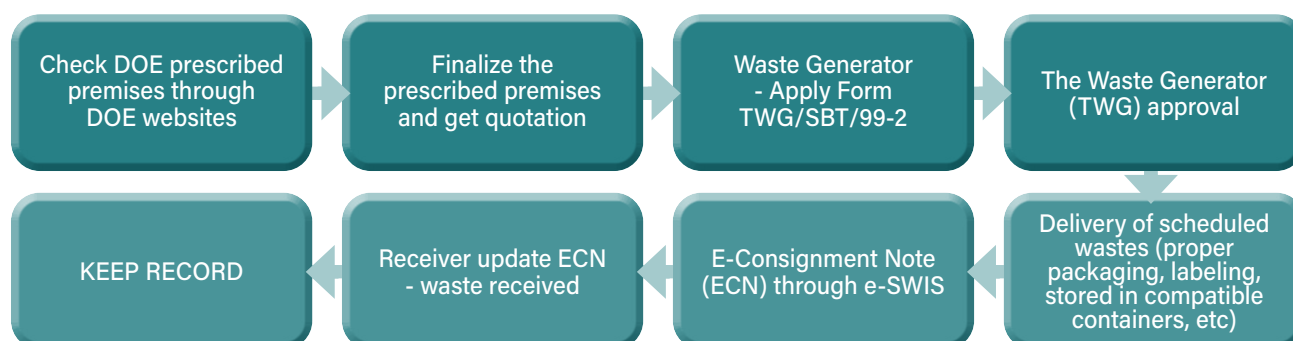 Check DOE prescribed
premises through
DOE websites
Finalize the
prescribed premises
and get quotation
Waste Generator
- Apply Form
TWG/SBT/99-2
The Waste Generator
(TWG) approval
Delivery of scheduled
wastes (proper
packaging, labeling,
stored in compatible
containers, etc)
E-Consignment Note
(ECN) through e-SWIS
Receiver update ECN
- waste received
KEEP RECORD